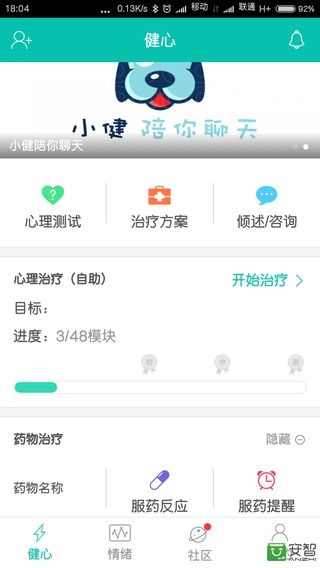 18:04
0.13K/s 移动 联通 H+ 92%
健心
小健 陪你聊天
小健陪你聊天
心理测试 治疗方案 倾述/咨询
心理治疗（自助） 开始治疗
目标:
进度: 3/48模块
初 中 高
药物治疗 隐藏
药物名称 服药反应 服药提醒
健心 情绪 社区
安智